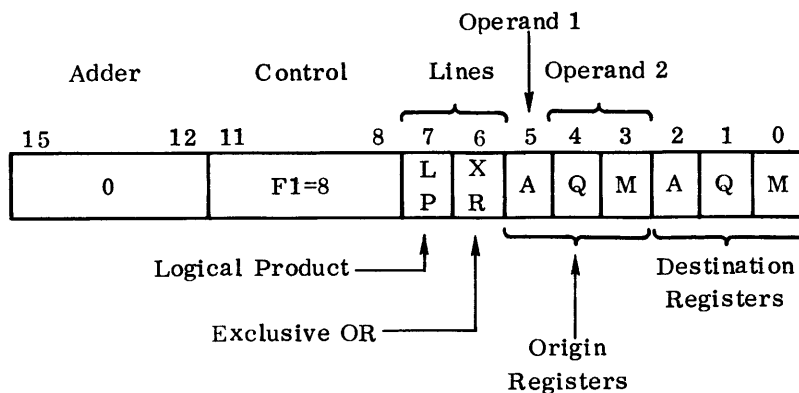 Operand 1
Adder Control Lines Operand 2
15 12 11 8 7 6 5 4 3 2 1 0
0 F1=8 L P X R A Q M A Q M
Logical Product
Destination Registers
Exclusive OR
Origin Registers